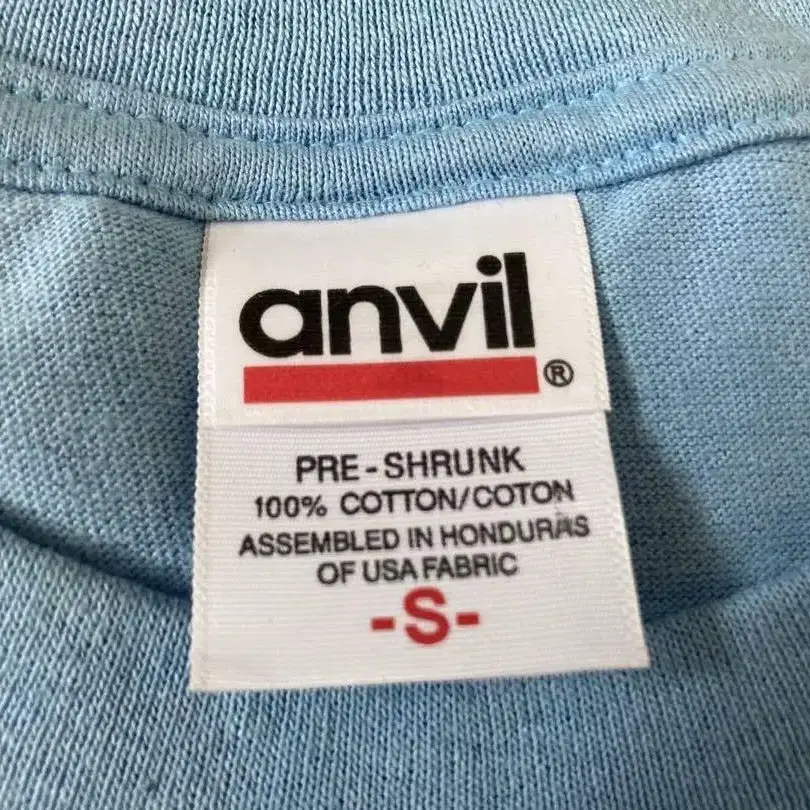 anvil®
PRE-SHRUNK
100% COTTON/COTON
ASSEMBLED IN HONDURAS
OF USA FABRIC
-S-